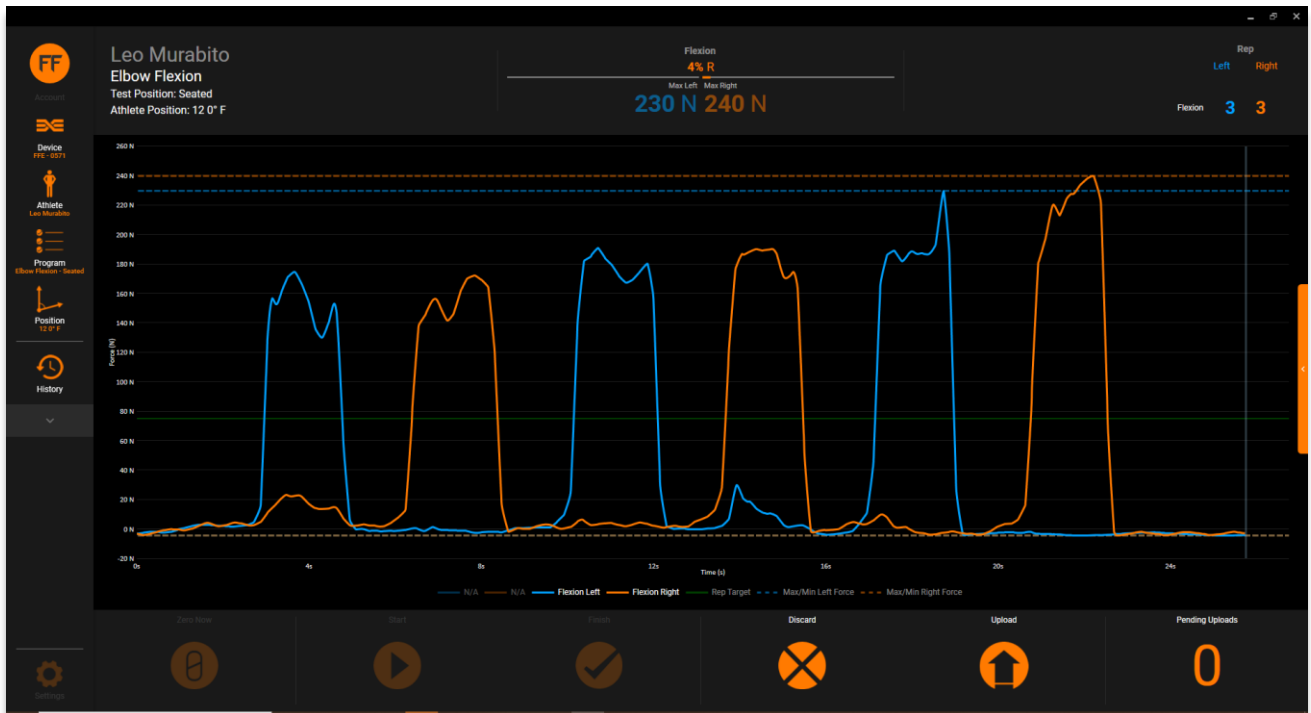 FF
Account
Device
FFE - 0571
Athlete
Leo Murabito
Program
Elbow Flexion - Seated
Position
12 0° F
History
Settings
Leo Murabito
Elbow Flexion
Test Position: Seated
Athlete Position: 12 0° F
Flexion
4% R
Max Left Max Right
230 N 240 N
Rep
Left Right
Flexion 3 3
260 N
240 N
220 N
200 N
180 N
160 N
140 N
120 N
100 N
80 N
60 N
40 N
20 N
0 N
-20 N
Force (N)
0s 4s 8s 12s 16s 20s 24s
Time (s)
N/A N/A Flexion Left Flexion Right Rep Target Max/Min Left Force Max/Min Right Force
Zero Now Start Finish Discard Upload Pending Uploads
0 0